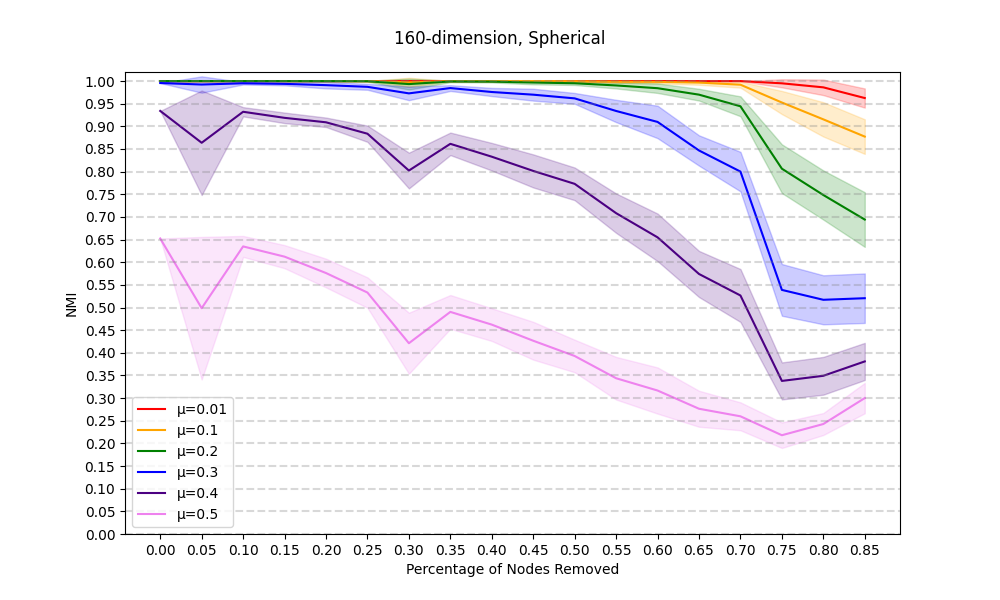 160-dimension, Spherical
1.00
0.95
0.90
0.85
0.80
0.75
0.70
0.65
0.60
0.55
0.50
0.45
0.40
0.35
0.30
0.25
0.20
0.15
0.10
0.05
0.00
NMI
μ=0.01
μ=0.1
μ=0.2
μ=0.3
μ=0.4
μ=0.5
0.00 0.05 0.10 0.15 0.20 0.25 0.30 0.35 0.40 0.45 0.50 0.55 0.60 0.65 0.70 0.75 0.80 0.85
Percentage of Nodes Removed